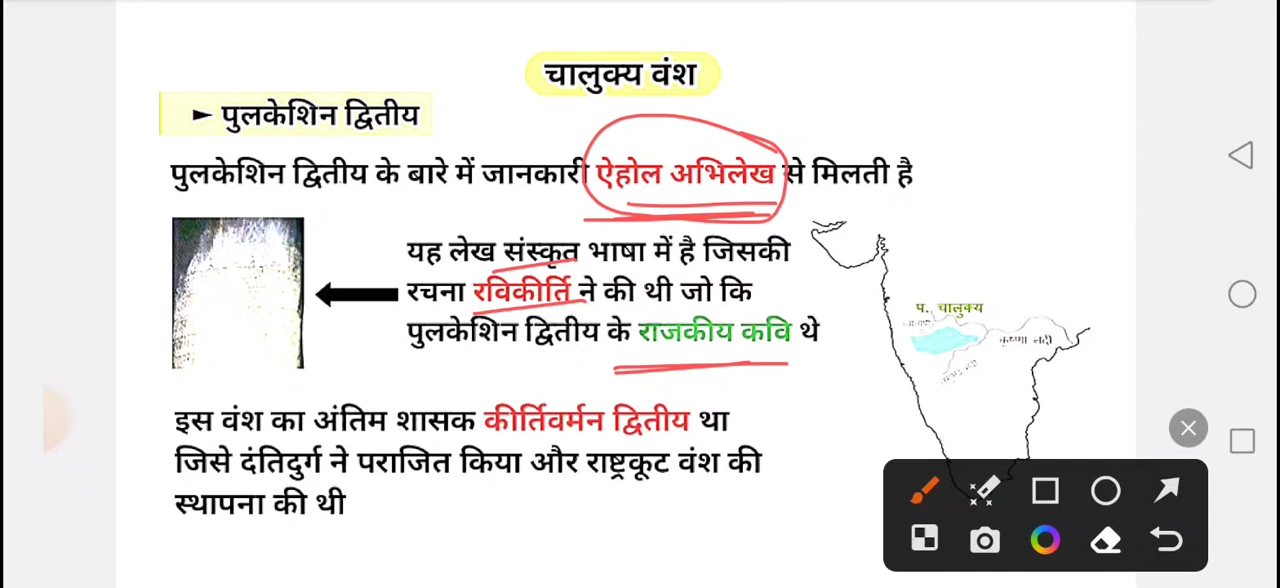 चालुक्य वंश
► पुलकेशिन द्वितीय
पुलकेशिन द्वितीय के बारे में जानकारी ऐहोल अभिलेख से मिलती है
यह लेख संस्कृत भाषा में है जिसकी
रचना रविकीर्ति ने की थी जो कि
पुलकेशिन द्वितीय के राजकीय कवि थे
प. चालुक्य
कृष्णा नदी
इस वंश का अंतिम शासक कीर्तिवर्मन द्वितीय था
जिसे दंतिदुर्ग ने पराजित किया और राष्ट्रकूट वंश की
स्थापना की थी